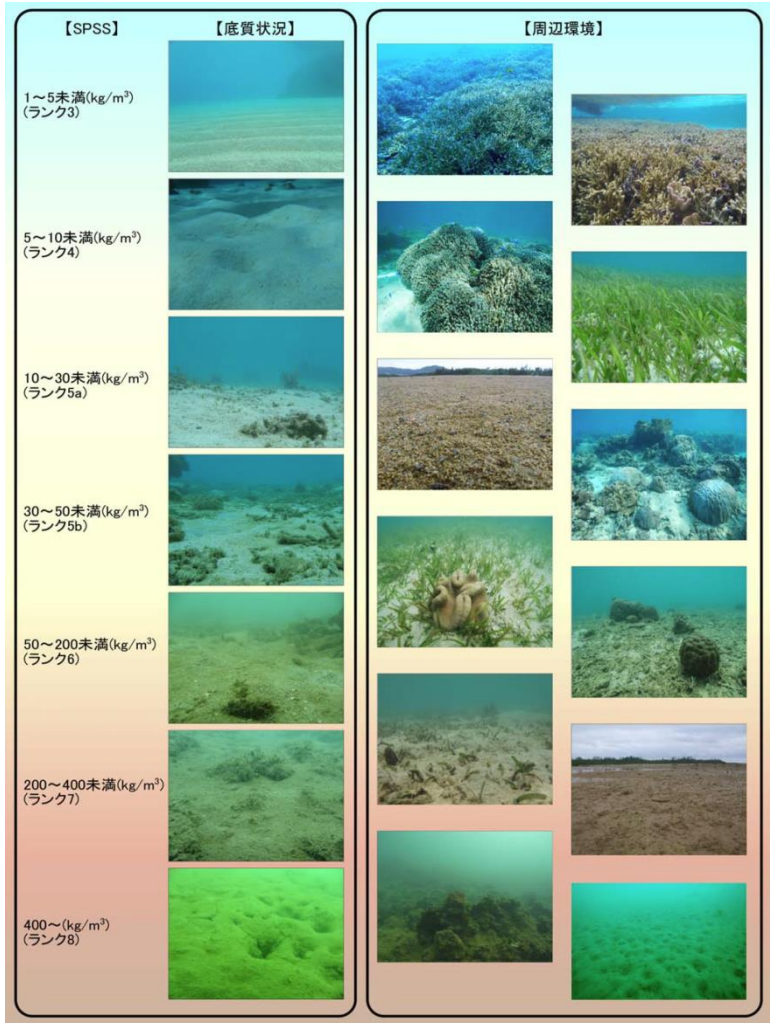 【SPSS】
【底質状況】
【周辺環境】
1～5未満(kg/m³)
(ランク3)
5～10未満(kg/m³)
(ランク4)
10～30未満(kg/m³)
(ランク5a)
30～50未満(kg/m³)
(ランク5b)
50～200未満(kg/m³)
(ランク6)
200～400未満(kg/m³)
(ランク7)
400～(kg/m³)
(ランク8)